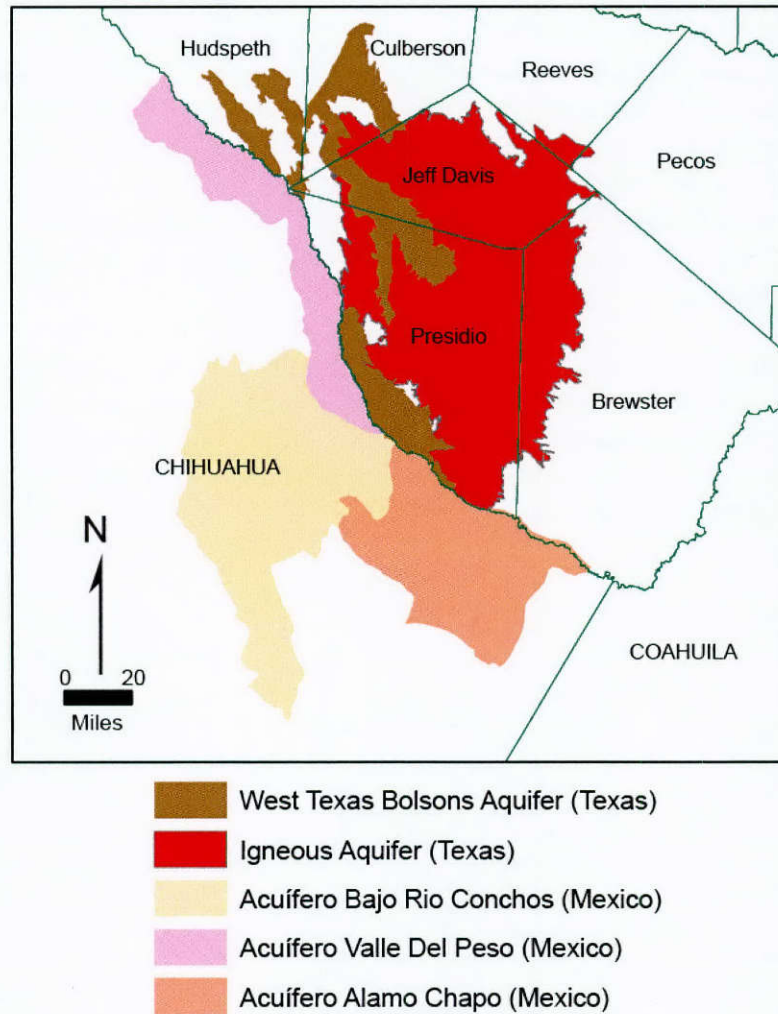 Hudspeth
Culberson
Reeves
Pecos
Jeff Davis
Presidio
Brewster
CHIHUAHUA
N
COAHUILA
0 20
Miles
West Texas Bolsons Aquifer (Texas)
Igneous Aquifer (Texas)
Acuífero Bajo Rio Conchos (Mexico)
Acuífero Valle Del Peso (Mexico)
Acuífero Alamo Chapo (Mexico)